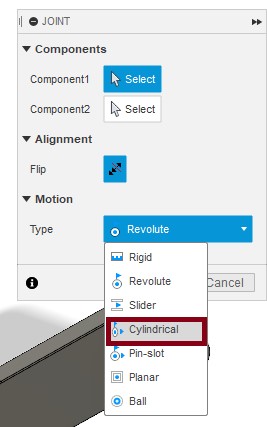 JOINT
Components
Component1 Select
Component2 Select
Alignment
Flip
Motion
Type Revolute
Rigid
Revolute
Slider
Cylindrical
Pin-slot
Planar
Ball
Cancel